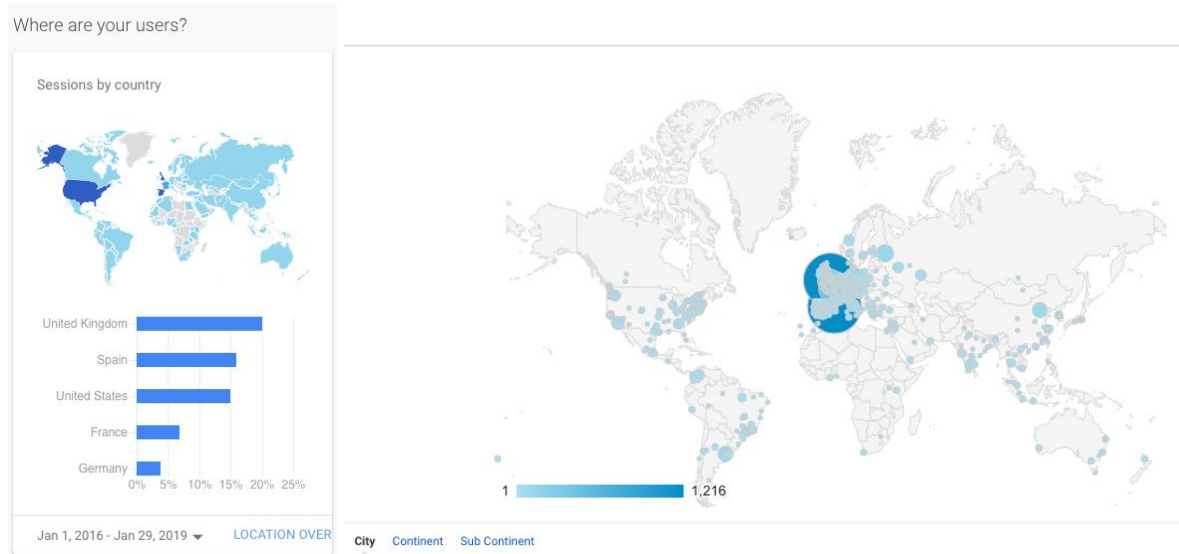 Where are your users?
Sessions by country
United Kingdom
Spain
United States
France
Germany
0% 5% 10% 15% 20% 25%
Jan 1, 2016 - Jan 29, 2019
LOCATION OVER
1 1,216
City Continent Sub Continent